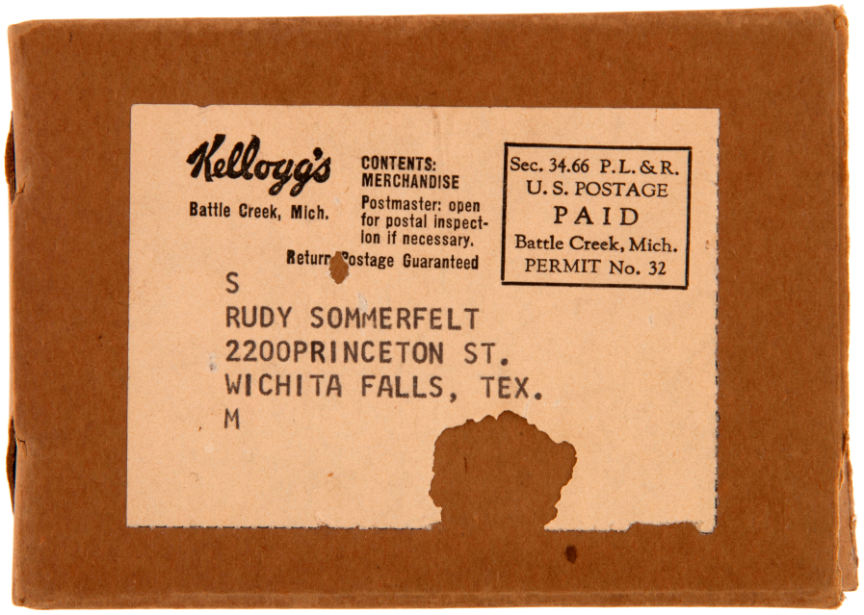 Kellogg's
Battle Creek, Mich.
CONTENTS:
MERCHANDISE
Postmaster: open
for postal inspect-
ion if necessary.
Return Postage Guaranteed
Sec. 34.66 P.L. & R.
U. S. POSTAGE
PAID
Battle Creek, Mich.
PERMIT No. 32
S
RUDY SOMMERFELT
2200PRINCETON ST.
WICHITA FALLS, TEX.
M